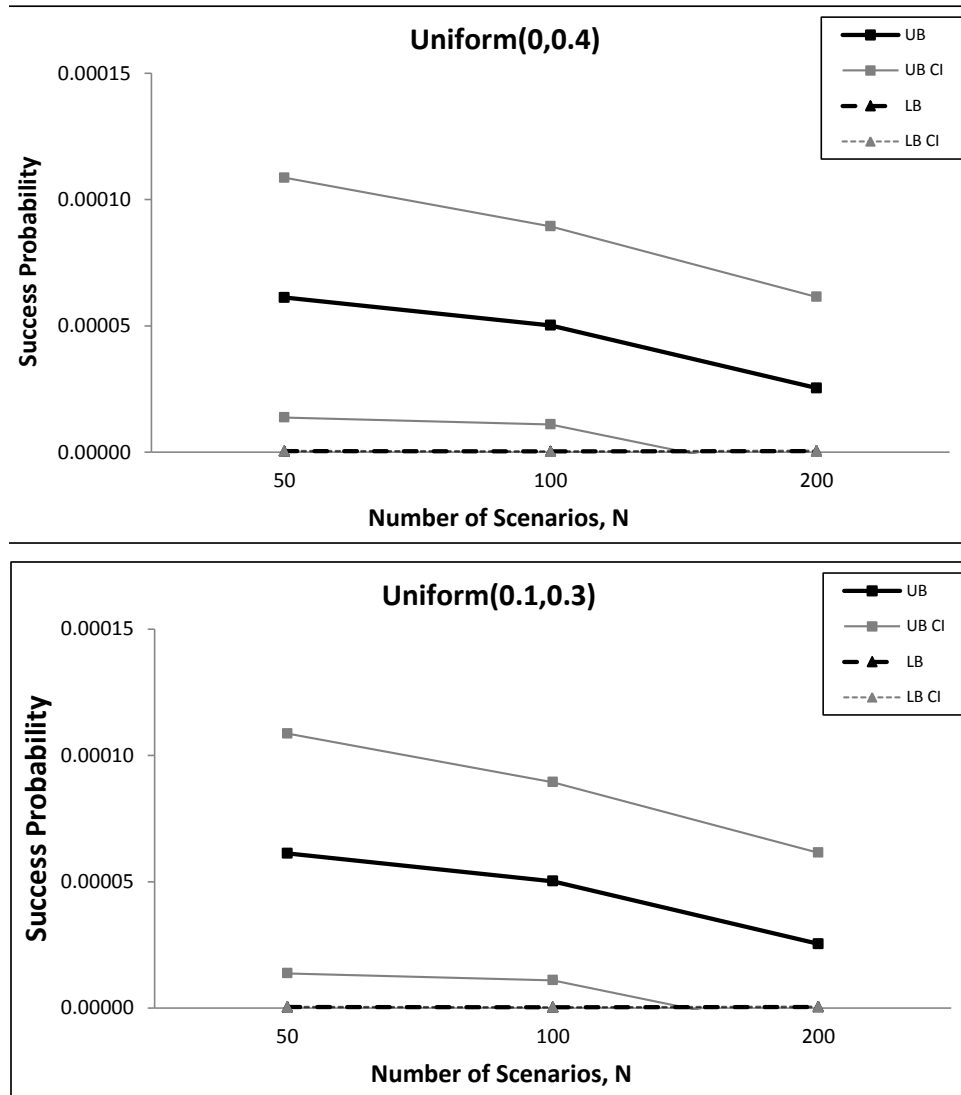 Uniform(0,0.4)
UB
UB CI
LB
LB CI
0.00015
0.00010
0.00005
0.00000
Success Probability
50 100 200
Number of Scenarios, N
Uniform(0.1,0.3)
UB
UB CI
LB
LB CI
0.00015
0.00010
0.00005
0.00000
Success Probability
50 100 200
Number of Scenarios, N